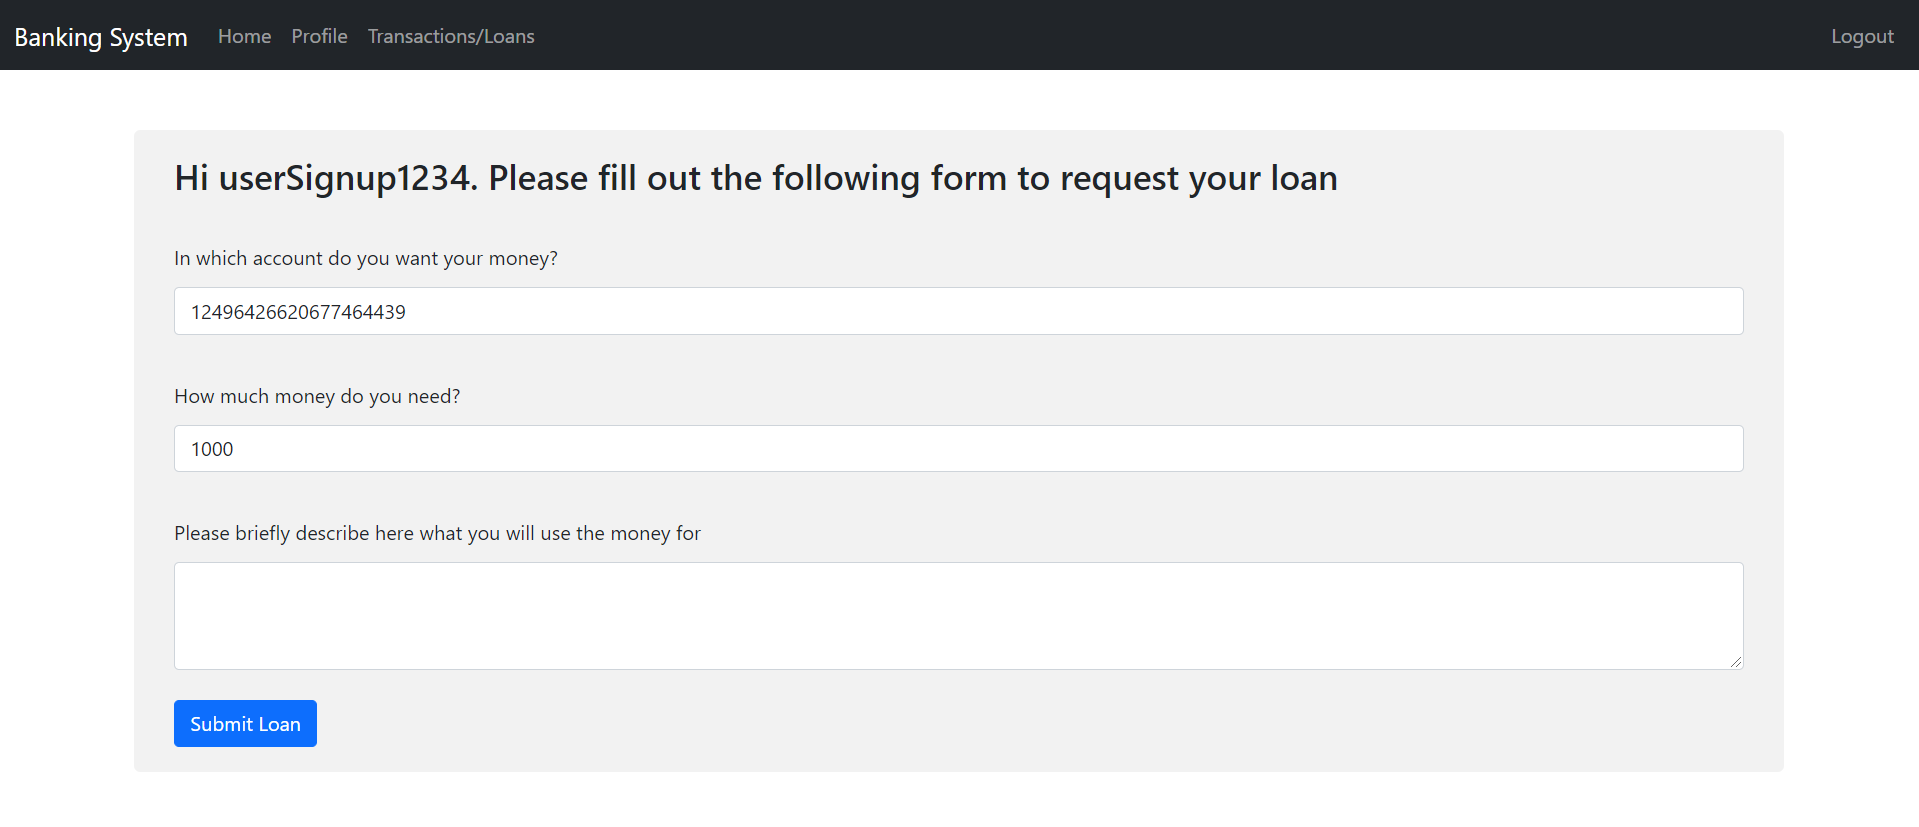 Banking System Home Profile Transactions/Loans Logout
Hi userSignup1234. Please fill out the following form to request your loan
In which account do you want your money?
12496426620677464439
How much money do you need?
1000
Please briefly describe here what you will use the money for
Submit Loan